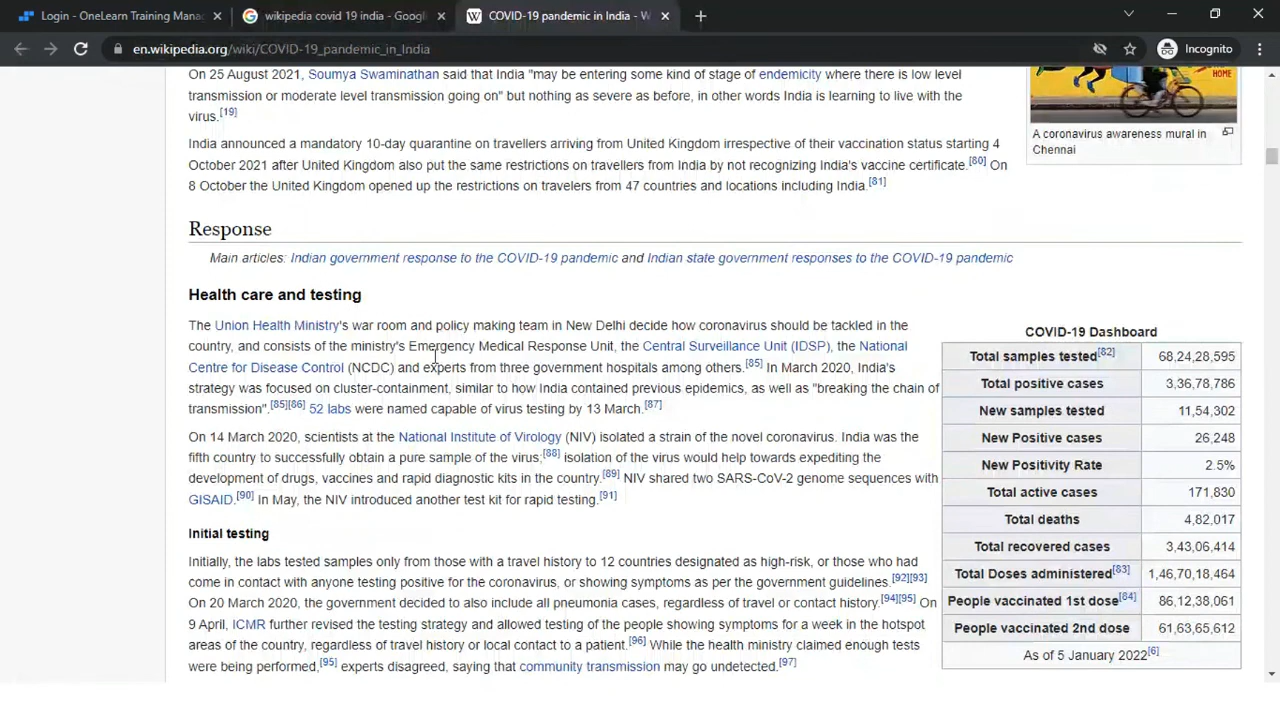 Login - OneLearn Training Mana
wikipedia covid 19 india - Google
COVID-19 pandemic in India - W
en.wikipedia.org/wiki/COVID-19_pandemic_in_India
Incognito
On 25 August 2021, Soumya Swaminathan said that India "may be entering some kind of stage of endemicity where there is low level
transmission or moderate level transmission going on" but nothing as severe as before, in other words India is learning to live with the
virus.[19]
HOME
A coronavirus awareness mural in
Chennai
India announced a mandatory 10-day quarantine on travellers arriving from United Kingdom irrespective of their vaccination status starting 4
October 2021 after United Kingdom also put the same restrictions on travellers from India by not recognizing India's vaccine certificate.[80] On
8 October the United Kingdom opened up the restrictions on travelers from 47 countries and locations including India.[81]
Response
Main articles: Indian government response to the COVID-19 pandemic and Indian state government responses to the COVID-19 pandemic
Health care and testing
The Union Health Ministry's war room and policy making team in New Delhi decide how coronavirus should be tackled in the
country, and consists of the ministry's Emergency Medical Response Unit, the Central Surveillance Unit (IDSP), the National
Centre for Disease Control (NCDC) and experts from three government hospitals among others.[85] In March 2020, India's
strategy was focused on cluster-containment, similar to how India contained previous epidemics, as well as "breaking the chain of
transmission".[85][86] 52 labs were named capable of virus testing by 13 March.[87]
On 14 March 2020, scientists at the National Institute of Virology (NIV) isolated a strain of the novel coronavirus. India was the
fifth country to successfully obtain a pure sample of the virus;[88] isolation of the virus would help towards expediting the
development of drugs, vaccines and rapid diagnostic kits in the country.[89] NIV shared two SARS-CoV-2 genome sequences with
GISAID.[90] In May, the NIV introduced another test kit for rapid testing.[91]
Initial testing
Initially, the labs tested samples only from those with a travel history to 12 countries designated as high-risk, or those who had
come in contact with anyone testing positive for the coronavirus, or showing symptoms as per the government guidelines.[92][93]
On 20 March 2020, the government decided to also include all pneumonia cases, regardless of travel or contact history.[94][95] On
9 April, ICMR further revised the testing strategy and allowed testing of the people showing symptoms for a week in the hotspot
areas of the country, regardless of travel history or local contact to a patient.[96] While the health ministry claimed enough tests
were being performed,[95] experts disagreed, saying that community transmission may go undetected.[97]
COVID-19 Dashboard
Total samples tested[82] 68,24,28,595
Total positive cases 3,36,78,786
New samples tested 11,54,302
New Positive cases 26,248
New Positivity Rate 2.5%
Total active cases 171,830
Total deaths 4,82,017
Total recovered cases 3,43,06,414
Total Doses administered[83] 1,46,70,18,464
People vaccinated 1st dose[84] 86,12,38,061
People vaccinated 2nd dose 61,63,65,612
As of 5 January 2022[6]